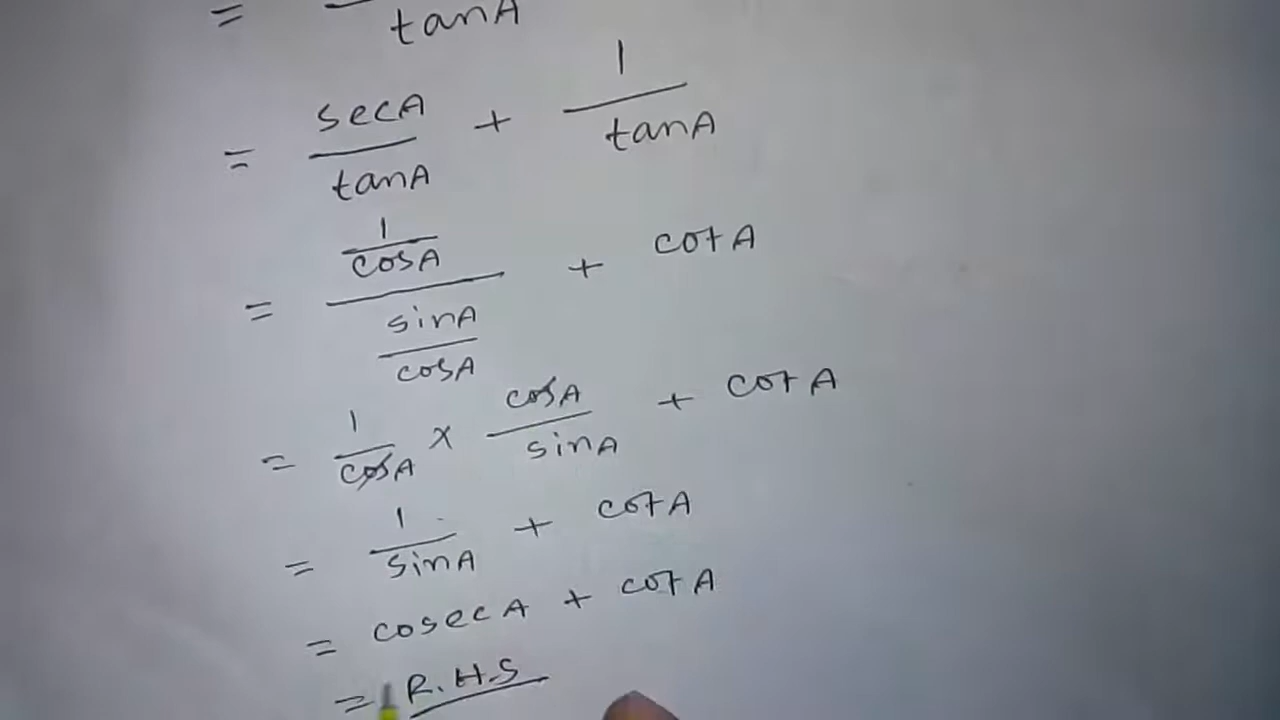 = tanA
= secA/tanA + 1/tanA
= (1/cosA)/(sinA/cosA) + cotA
= 1/cosA × cosA/sinA + cotA
= 1/sinA + cotA
= cosecA + cotA
= R.H.S